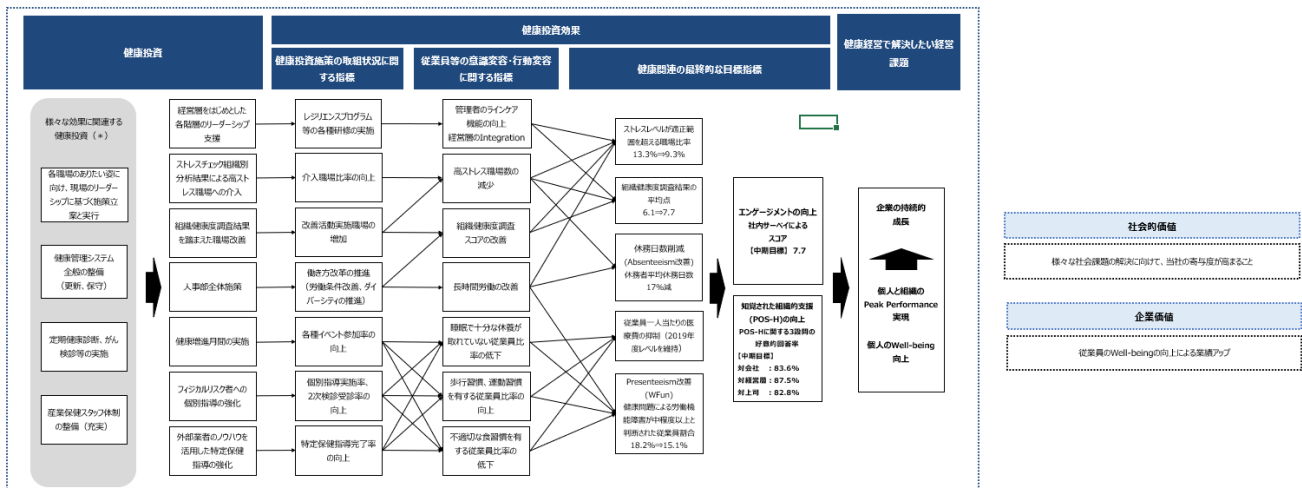 健康投資
健康投資効果
健康経営で解決したい経営
課題
健康投資施策の取組状況に関
する指標
従業員等の意識変容・行動変容
に関する指標
健康関連の最終的な目標指標
様々な効果に関連する
健康投資（*）
各職場のありたい姿に
向け、現場のリーダー
シップに基づく施策立
案と実行
健康管理システム
全般の整備
（更新、保守）
定期健康診断、がん
検診等の実施
産業保健スタッフ体制
の整備（充実）
経営層をはじめとした
各階層のリーダーシップ
支援
ストレスチェック組織別
分析結果による高スト
レス職場への介入
組織健康度調査結果
を踏まえた職場改善
人事部全体施策
健康増進月間の実施
フィジカルリスク者への
個別指導の強化
外部業者のノウハウを
活用した特定保健
指導の強化
レジリエンスプログラム
等の各種研修の実施
介入職場比率の向上
改善活動実施職場の
増加
働き方改革の推進
（労働条件改善、ダイ
バーシティの推進）
各種イベント参加率の
向上
個別指導実施率、
2次検診受診率の
向上
特定保健指導完了率
の向上
管理者のラインケア
機能の向上
経営層のIntegration
高ストレス職場数の
減少
組織健康度調査
スコアの改善
長時間労働の改善
睡眠で十分な休養が
取れていない従業員比
率の低下
歩行習慣、運動習慣
を有する従業員比率の
向上
不適切な食習慣を有
する従業員比率の
低下
ストレスレベルが適正範
囲を超える職場比率
13.3%⇒9.3%
組織健康度調査結果の
平均点
6.1⇒7.7
休務日数削減
(Absenteeism改善)
休務者平均休務日数
17%減
従業員一人当たりの医
療費の抑制（2019年
度レベルを維持）
Presenteeism改善
(WFun)
健康問題による労働機
能障害が中程度以上と
判断された従業員割合
18.2%⇒15.1%
エンゲージメントの向上
社内サーベイによる
スコア
【中期目標】 7.7
知覚された組織的支援
(POS-H)の向上
POS-Hに関する3設問の
好意的回答率
【中期目標】
対会社 ：83.6%
対経営層：87.5%
対上司 ：82.8%
企業の持続的
成長
個人と組織の
Peak Performance
実現
個人のWell-being
向上
社会的価値
様々な社会課題の解決に向けて、当社の寄与度が高まること
企業価値
従業員のWell-beingの向上による業績アップ